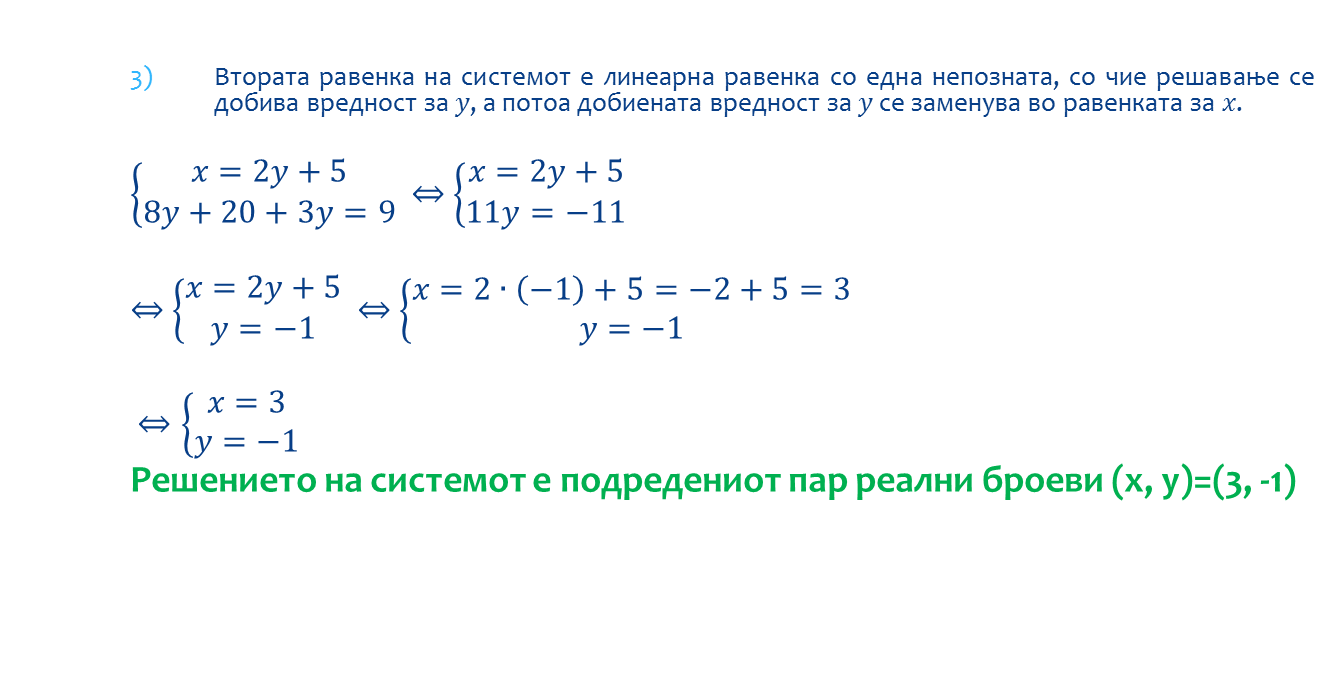 3) Втората равенка на системот е линеарна равенка со една непозната, со чие решавање се
добива вредност за y, а потоа добиената вредност за y се заменува во равенката за x.
{x = 2y + 5
8y + 20 + 3y = 9 ⇔ {x = 2y + 5
11y = −11
⇔ {x = 2y + 5
y = −1 ⇔ {x = 2 · (−1) + 5 = −2 + 5 = 3
y = −1
⇔ {x = 3
y = −1
Решението на системот е подредениот пар реални броеви (x, y)=(3, -1)